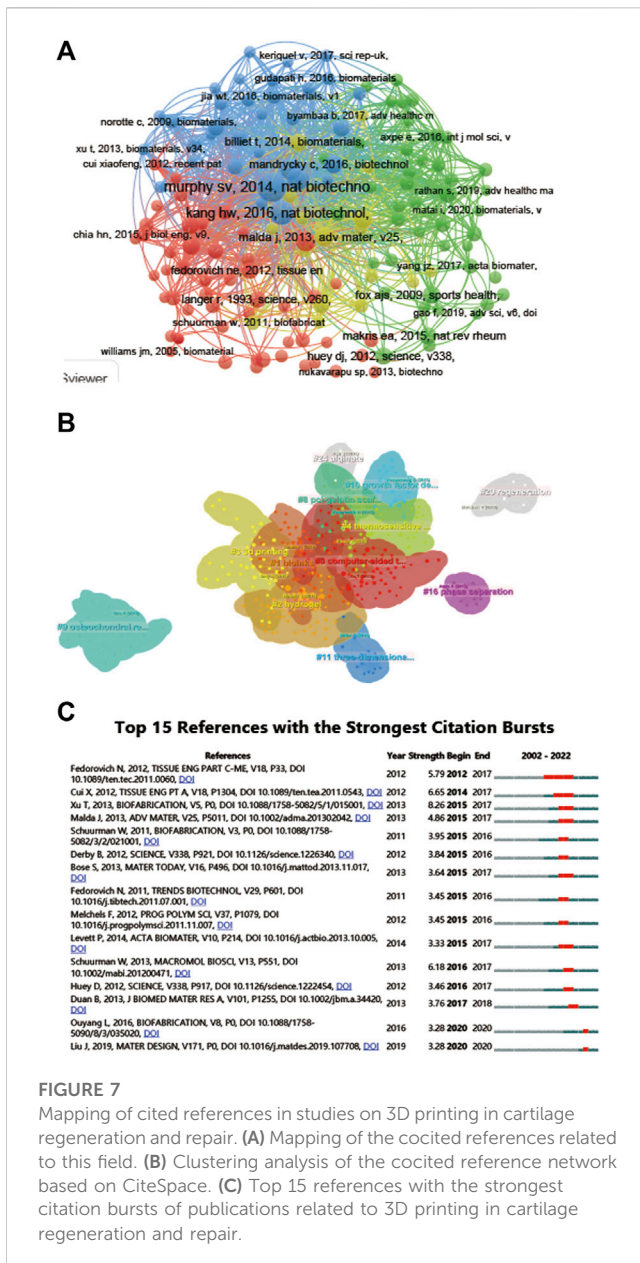 A
keriquel v, 2017, sci rep-uk,
gudapati h, 2016, biomaterials
jia wt, 2016, biomaterials, v1
byambaa b, 2017, adv healthc m
norotte c, 2009, biomaterials,
billiet t, 2014, biomaterials,
axpe e, 2016, int j mol sci, v
xu t, 2013, biomaterials, v34,
cui xiaofeng, 2012, recent pat
mandrycky c, 2016, biotechnol
murphy sv, 2014, nat biotechno
rathan s, 2019, adv healthc ma
kang hw, 2016, nat biotechnol,
matai i, 2020, biomaterials, v
chia hn, 2015, j biol eng, v9,
malda j, 2013, adv mater, v25,
yang jz, 2017, acta biomater,
fedorovich ne, 2012, tissue en
langer r, 1993, science, v260,
fox ajs, 2009, sports health,
gao f, 2019, adv sci, v6, doi
schuurman w, 2011, biofabricat
makris ea, 2015, nat rev rheum
williams jm, 2005, biomaterial
huey dj, 2012, science, v338,
nukavarapu sp, 2013, biotechno
viewer
B
#24 alginate
#10 growth factor de...
#20 regeneration
#4 thermosensitive ...
#3 3d printing
#1 bioink
#0 computer-aided t...
#16 phase separation
#2 hydrogel
#9 osteochondral re...
#11 three-dimensiona...
C
Top 15 References with the Strongest Citation Bursts
References Year Strength Begin End 2002 - 2022
Fedorovich N, 2012, TISSUE ENG PART C-ME, V18, P33, DOI
10.1089/ten.tec.2011.0060, DOI 2012 5.79 2012 2017
Cui X, 2012, TISSUE ENG PT A, V18, P1304, DOI 10.1089/ten.tea.2011.0543, DOI 2012 6.65 2014 2017
Xu T, 2013, BIOFABRICATION, V5, P0, DOI 10.1088/1758-5082/5/1/015001, DOI 2013 8.26 2015 2017
Malda J, 2013, ADV MATER, V25, P5011, DOI 10.1002/adma.201302042, DOI 2013 4.86 2015 2017
Schuurman W, 2011, BIOFABRICATION, V3, P0, DOI 10.1088/1758-
5082/3/2/021001, DOI 2011 3.95 2015 2016
Derby B, 2012, SCIENCE, V338, P921, DOI 10.1126/science.1226340, DOI 2012 3.84 2015 2016
Bose S, 2013, MATER TODAY, V16, P496, DOI 10.1016/j.mattod.2013.11.017,
DOI 2013 3.64 2015 2017
Fedorovich N, 2011, TRENDS BIOTECHNOL, V29, P601, DOI
10.1016/j.tibtech.2011.07.001, DOI 2011 3.45 2015 2016
Melchels F, 2012, PROG POLYM SCI, V37, P1079, DOI
10.1016/j.progpolymsci.2011.11.007, DOI 2012 3.45 2015 2016
Levett P, 2014, ACTA BIOMATER, V10, P214, DOI 10.1016/j.actbio.2013.10.005,
DOI 2014 3.33 2015 2017
Schuurman W, 2013, MACROMOL BIOSCI, V13, P551, DOI
10.1002/mabi.201200471, DOI 2013 6.18 2016 2017
Huey D, 2012, SCIENCE, V338, P917, DOI 10.1126/science.1222454, DOI 2012 3.46 2016 2017
Duan B, 2013, J BIOMED MATER RES A, V101, P1255, DOI 10.1002/jbm.a.34420,
DOI 2013 3.76 2017 2018
Ouyang L, 2016, BIOFABRICATION, V8, P0, DOI 10.1088/1758-
5090/8/3/035020, DOI 2016 3.28 2020 2020
Liu J, 2019, MATER DESIGN, V171, P0, DOI 10.1016/j.matdes.2019.107708, DOI 2019 3.28 2020 2020
FIGURE 7
Mapping of cited references in studies on 3D printing in cartilage
regeneration and repair. (A) Mapping of the cocited references related
to this field. (B) Clustering analysis of the cocited reference network
based on CiteSpace. (C) Top 15 references with the strongest
citation bursts of publications related to 3D printing in cartilage
regeneration and repair.